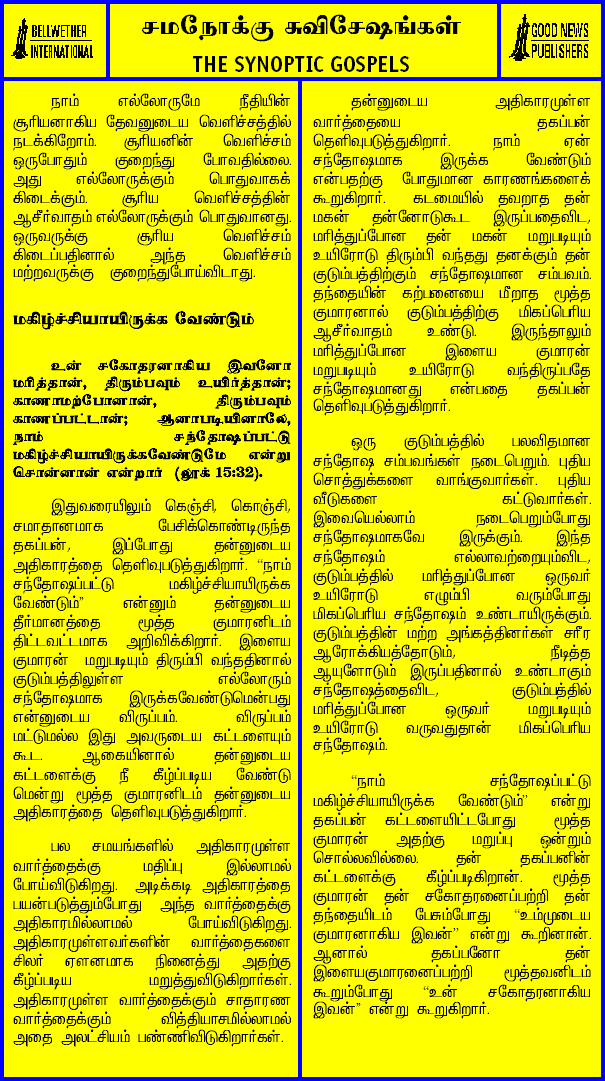 BELLWETHER
INTERNATIONAL
சமநோக்கு சுவிசேஷங்கள்
THE SYNOPTIC GOSPELS
GOOD NEWS
PUBLISHERS
நாம் எல்லோருமே நீதியின்
சூரியனாகிய தேவனுடைய வெளிச்சத்தில்
நடக்கிறோம். சூரியனின் வெளிச்சம்
ஒருபோதும் குறைந்து போவதில்லை.
அது எல்லோருக்கும் பொதுவாகக்
கிடைக்கும். சூரிய வெளிச்சத்தின்
ஆசீர்வாதம் எல்லோருக்கும் பொதுவானது.
ஒருவருக்கு சூரிய வெளிச்சம்
கிடைப்பதினால் அந்த வெளிச்சம்
மற்றவருக்கு குறைந்துபோய்விடாது.
மகிழ்ச்சியாயிருக்க வேண்டும்
உன் சகோதரனாகிய இவனோ
மரித்தான், திரும்பவும் உயிர்த்தான்;
காணாமற்போனான், திரும்பவும்
காணப்பட்டான்; ஆனாபடியினாலே,
நாம் சந்தோஷப்பட்டு
மகிழ்ச்சியாயிருக்கவேண்டுமே என்று
சொன்னான் என்றார் (லூக் 15:32).
இதுவரையிலும் கெஞ்சி, கொஞ்சி,
சமாதானமாக பேசிக்கொண்டிருந்த
தகப்பன், இப்போது தன்னுடைய
அதிகாரத்தை தெளிவுபடுத்துகிறார். “நாம்
சந்தோஷப்பட்டு மகிழ்ச்சியாயிருக்க
வேண்டும்” என்னும் தன்னுடைய
தீர்மானத்தை மூத்த குமாரனிடம்
திட்டவட்டமாக அறிவிக்கிறார். இளைய
குமாரன் மறுபடியும் திரும்பி வந்ததினால்
குடும்பத்திலுள்ள எல்லோரும்
சந்தோஷமாக இருக்கவேண்டுமென்பது
என்னுடைய விருப்பம். விருப்பம்
மட்டுமல்ல இது அவருடைய கட்டளையும்
கூட. ஆகையினால் தன்னுடைய
கட்டளைக்கு நீ கீழ்ப்படிய வேண்டு
மென்று மூத்த குமாரனிடம் தன்னுடைய
அதிகாரத்தை தெளிவுபடுத்துகிறார்.
பல சமயங்களில் அதிகாரமுள்ள
வார்த்தைக்கு மதிப்பு இல்லாமல்
போய்விடுகிறது. அடிக்கடி அதிகாரத்தை
பயன்படுத்தும்போது அந்த வார்த்தைக்கு
அதிகாரமில்லாமல் போய்விடுகிறது.
அதிகாரமுள்ளவர்களின் வார்த்தைகளை
சிலர் ஏளனமாக நினைத்து அதற்கு
கீழ்ப்படிய மறுத்துவிடுகிறார்கள்.
அதிகாரமுள்ள வார்த்தைக்கும் சாதாரண
வார்த்தைக்கும் வித்தியாசமில்லாமல்
அதை அலட்சியம் பண்ணிவிடுகிறார்கள்.
தன்னுடைய அதிகாரமுள்ள
வார்த்தையை தகப்பன்
தெளிவுபடுத்துகிறார். நாம் ஏன்
சந்தோஷமாக இருக்க வேண்டும்
என்பதற்கு போதுமான காரணங்களைக்
கூறுகிறார். கடமையில் தவறாத தன்
மகன் தன்னோடுகூட இருப்பதைவிட,
மரித்துப்போன தன் மகன் மறுபடியும்
உயிரோடு திரும்பி வந்தது தனக்கும் தன்
குடும்பத்திற்கும் சந்தோஷமான சம்பவம்.
தந்தையின் கற்பனையை மீறாத மூத்த
குமாரனால் குடும்பத்திற்கு மிகப்பெரிய
ஆசீர்வாதம் உண்டு. இருந்தாலும்
மரித்துப்போன இளைய குமாரன்
மறுபடியும் உயிரோடு வந்திருப்பதே
சந்தோஷமானது என்பதை தகப்பன்
தெளிவுபடுத்துகிறார்.
ஒரு குடும்பத்தில் பலவிதமான
சந்தோஷ சம்பவங்கள் நடைபெறும். புதிய
சொத்துக்களை வாங்குவார்கள். புதிய
வீடுகளை கட்டுவார்கள்.
இவையெல்லாம் நடைபெறும்போது
சந்தோஷமாகவே இருக்கும். இந்த
சந்தோஷம் எல்லாவற்றையும்விட,
குடும்பத்தில் மரித்துப்போன ஒருவர்
உயிரோடு எழும்பி வரும்போது
மிகப்பெரிய சந்தோஷம் உண்டாயிருக்கும்.
குடும்பத்தின் மற்ற அங்கத்தினர்கள் சரீர
ஆரோக்கியத்தோடும், நீடித்த
ஆயுளோடும் இருப்பதினால் உண்டாகும்
சந்தோஷத்தைவிட, குடும்பத்தில்
மரித்துப்போன ஒருவர் மறுபடியும்
உயிரோடு வருவதுதான் மிகப்பெரிய
சந்தோஷம்.
“நாம் சந்தோஷப்பட்டு
மகிழ்ச்சியாயிருக்க வேண்டும்” என்று
தகப்பன் கட்டளையிட்டபோது மூத்த
குமாரன் அதற்கு மறுப்பு ஒன்றும்
சொல்லவில்லை. தன் தகப்பனின்
கட்டளைக்கு கீழ்ப்படிகிறான். மூத்த
குமாரன் தன் சகோதரனைப்பற்றி தன்
தந்தையிடம் பேசும்போது “உம்முடைய
குமாரனாகிய இவன்” என்று கூறினான்.
ஆனால் தகப்பனோ தன்
இளையகுமாரனைப்பற்றி மூத்தவனிடம்
கூறும்போது “உன் சகோதரனாகிய
இவன்” என்று கூறுகிறார்.